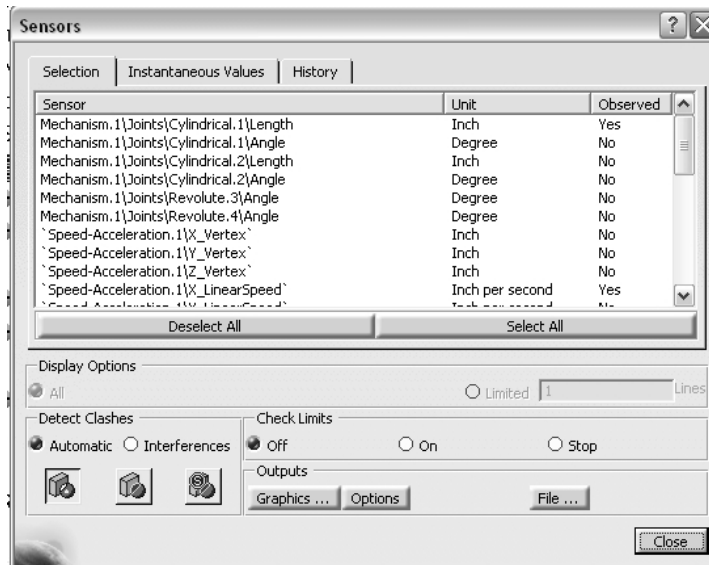 Sensors
Selection Instantaneous Values History
Sensor Unit Observed
Mechanism.1\Joints\Cylindrical.1\Length Inch Yes
Mechanism.1\Joints\Cylindrical.1\Angle Degree No
Mechanism.1\Joints\Cylindrical.2\Length Inch No
Mechanism.1\Joints\Cylindrical.2\Angle Degree No
Mechanism.1\Joints\Revolute.3\Angle Degree No
Mechanism.1\Joints\Revolute.4\Angle Degree No
`Speed-Acceleration.1\X_Vertex` Inch No
`Speed-Acceleration.1\Y_Vertex` Inch No
`Speed-Acceleration.1\Z_Vertex` Inch No
`Speed-Acceleration.1\X_LinearSpeed` Inch per second Yes
Deselect All Select All
Display Options
All Limited 1 Lines
Detect Clashes Check Limits
Automatic Interferences Off On Stop
Outputs
Graphics ... Options File ...
Close